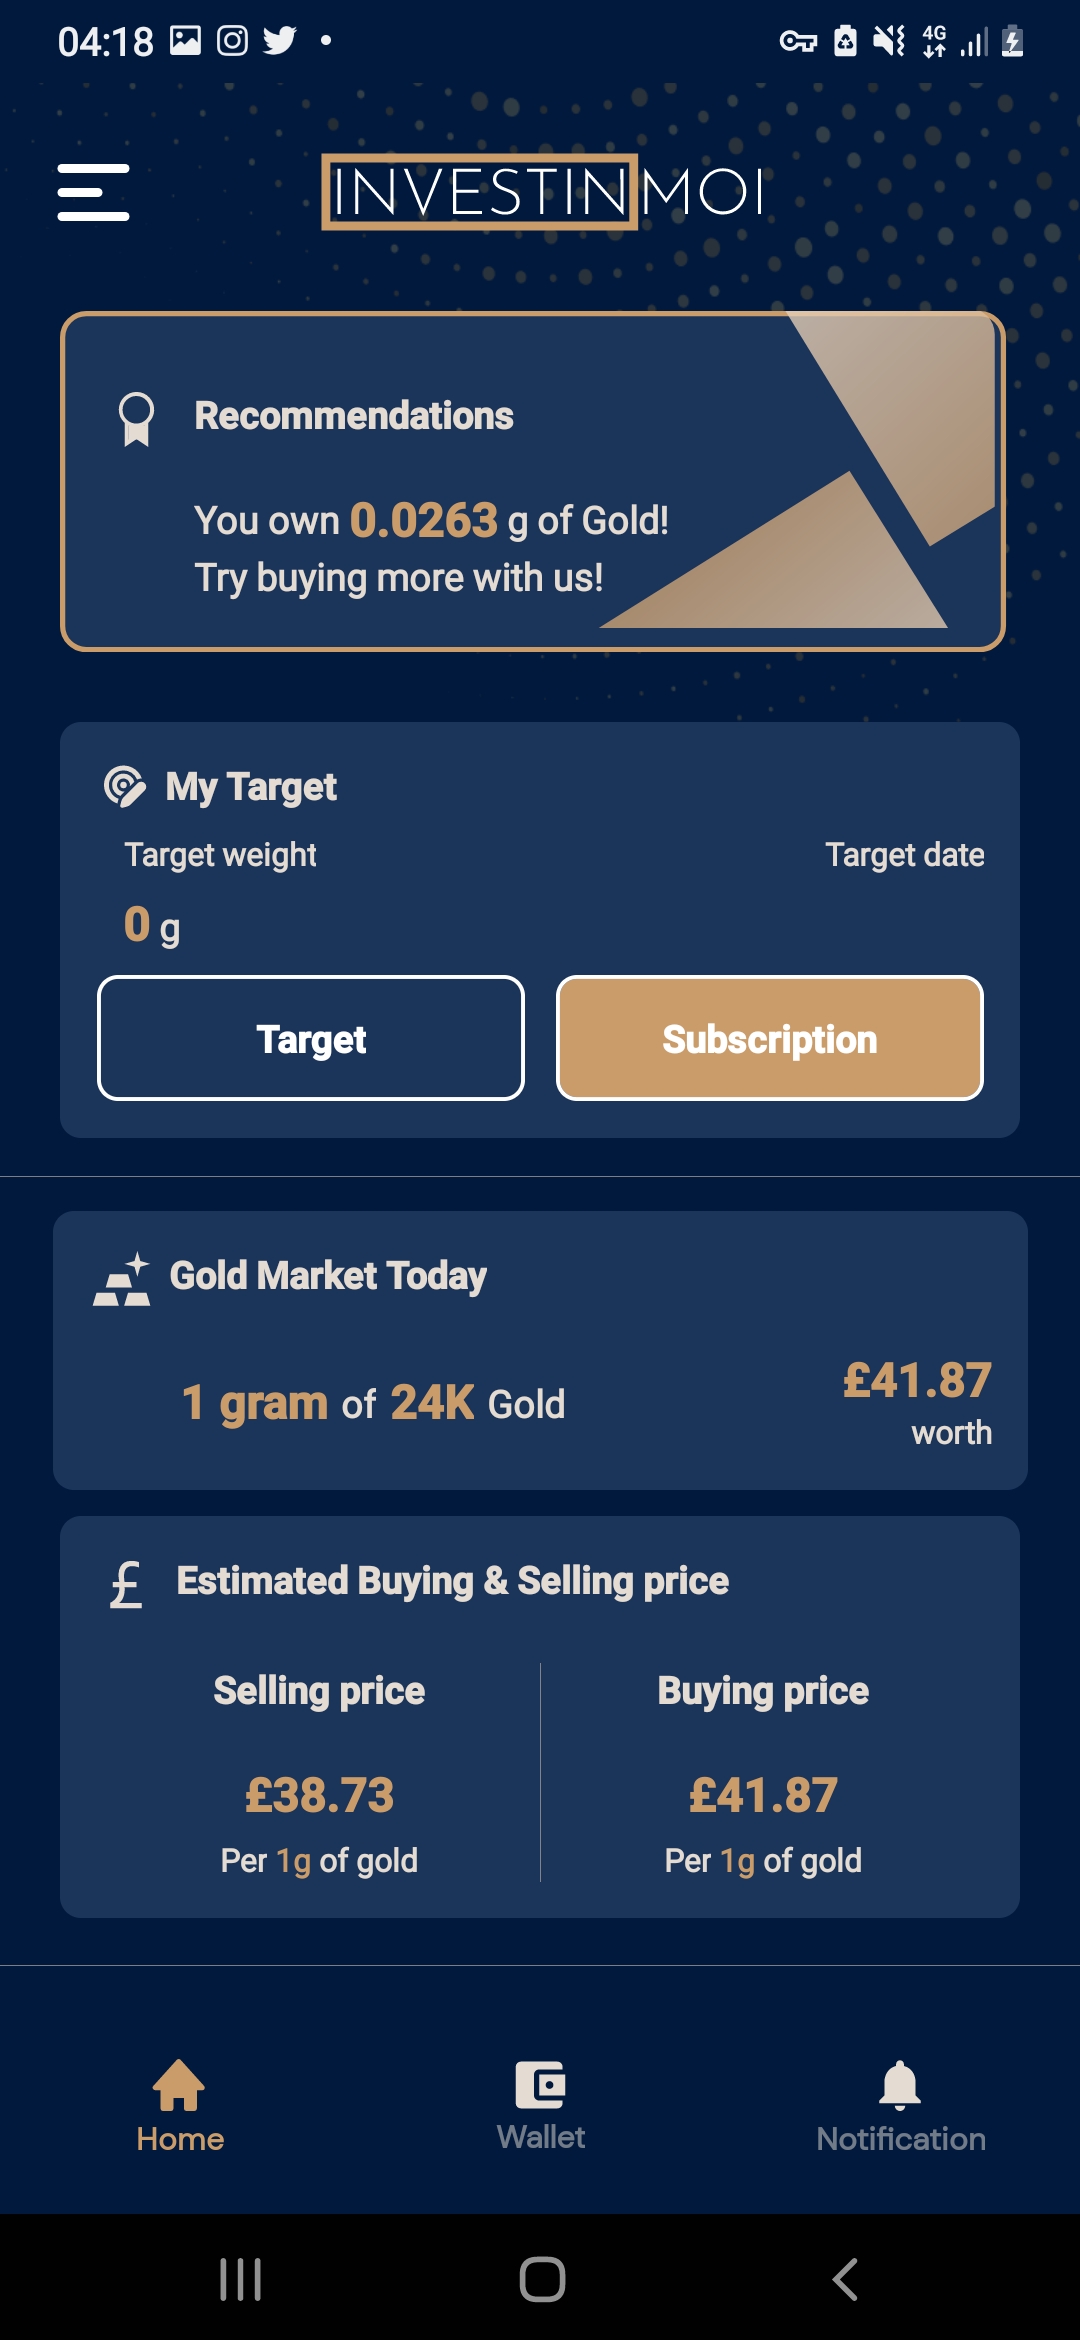 04:18
4G
INVESTINMOI
Recommendations
You own 0.0263 g of Gold!
Try buying more with us!
My Target
Target weight
Target date
0 g
Target
Subscription
Gold Market Today
1 gram of 24K Gold
£41.87
worth
£ Estimated Buying & Selling price
Selling price
Buying price
£38.73
£41.87
Per 1g of gold
Per 1g of gold
Home
Wallet
Notification